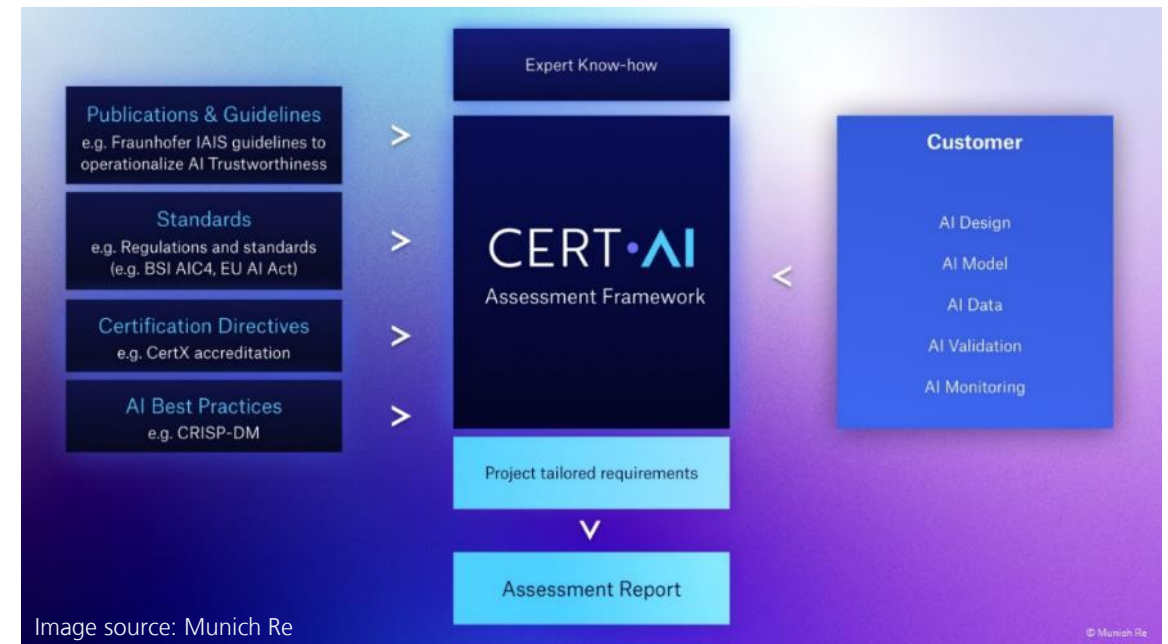 Expert Know-how
Publications & Guidelines
e.g. Fraunhofer IAIS guidelines to
operationalize AI Trustworthiness
>
Standards
e.g. Regulations and standards
(e.g. BSI AIC4, EU AI Act)
>
Certification Directives
e.g. CertX accreditation
>
AI Best Practices
e.g. CRISP-DM
>
CERT•AI
Assessment Framework
<
Customer
AI Design
AI Model
AI Data
AI Validation
AI Monitoring
Project tailored requirements
Assessment Report
Image source: Munich Re
© Munich Re